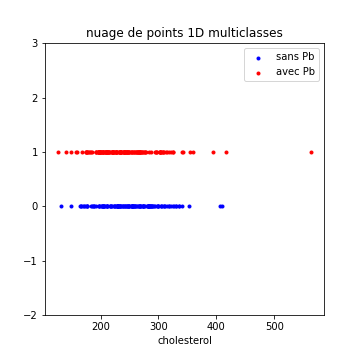 nuage de points 1D multiclasses
sans Pb
avec Pb
3
2
1
0
−1
−2
200 300 400 500
cholesterol